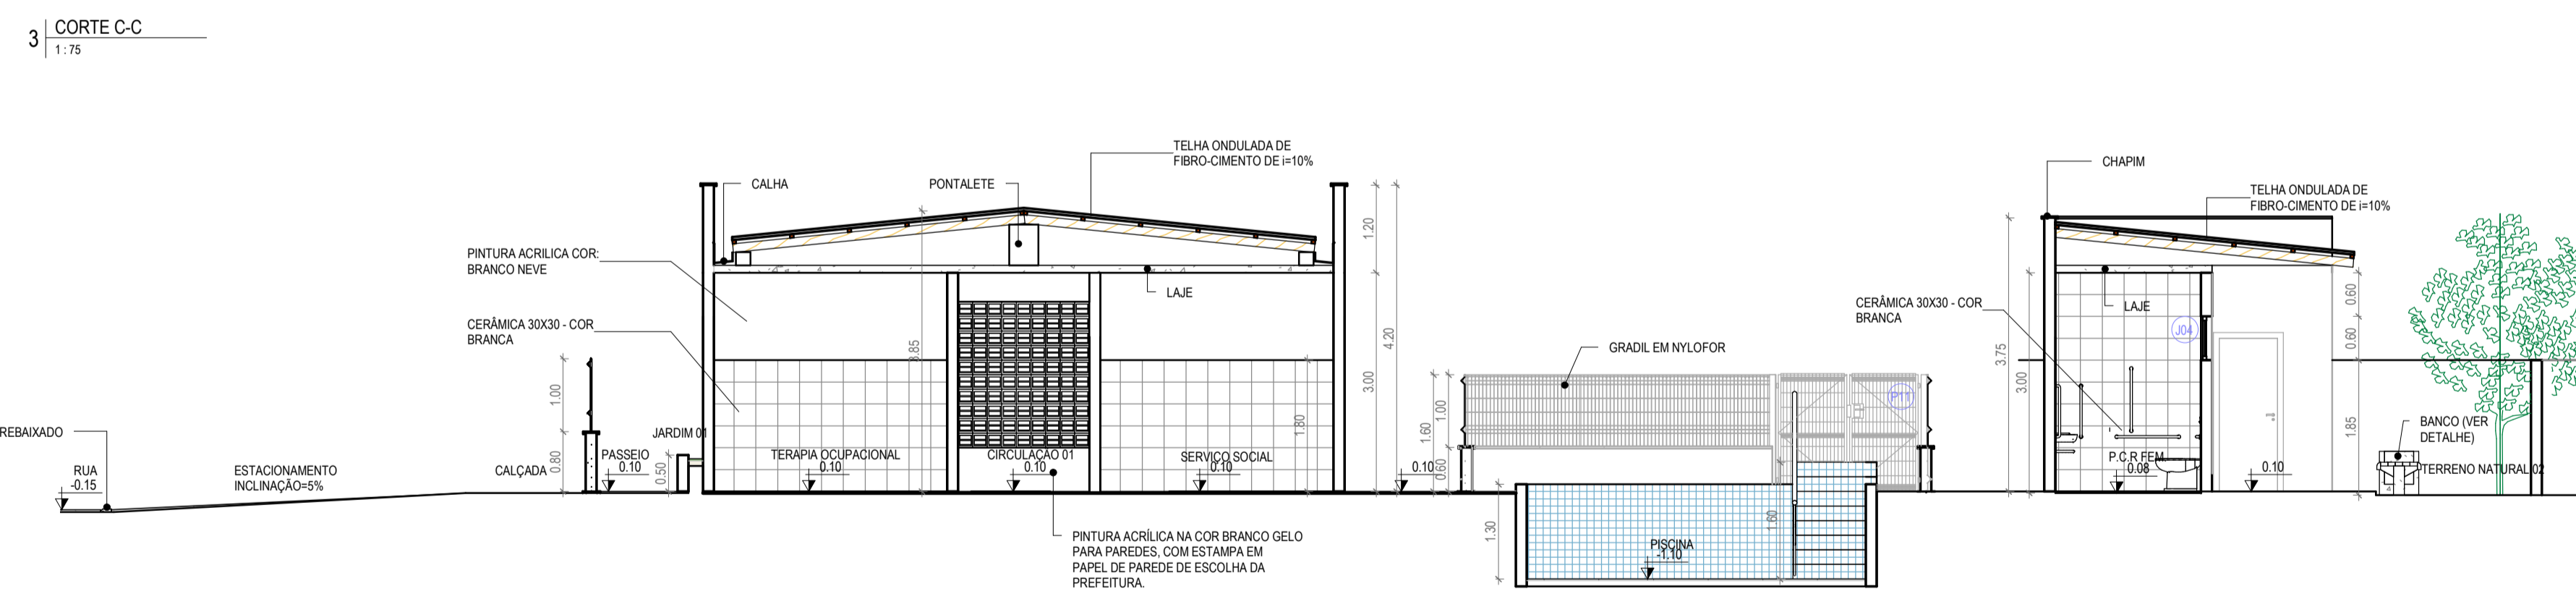 3
CORTE C-C
1 : 75
REBAIXADO
RUA
-0.15
ESTACIONAMENTO
INCLINAÇÃO=5%
CALÇADA
1.00
0.80
PASSEIO
0.10
JARDIM 01
0.50
PINTURA ACRILICA COR:
BRANCO NEVE
CERÂMICA 30X30 - COR
BRANCA
CALHA
PONTALETE
TELHA ONDULADA DE
FIBRO-CIMENTO DE i=10%
LAJE
3.85
TERAPIA OCUPACIONAL
0.10
CIRCULAÇÃO 01
0.10
SERVIÇO SOCIAL
0.10
1.80
PINTURA ACRÍLICA NA COR BRANCO GELO
PARA PAREDES, COM ESTAMPA EM
PAPEL DE PAREDE DE ESCOLHA DA
PREFEITURA.
1.20
3.00
4.20
0.10
1.60
1.00
0.60
GRADIL EM NYLOFOR
P11
1.30
PISCINA
-1.10
1.60
CHAPIM
TELHA ONDULADA DE
FIBRO-CIMENTO DE i=10%
CERÂMICA 30X30 - COR
BRANCA
3.75
3.00
LAJE
J04
P.C.R FEM.
0.08
0.10
0.60
0.60
1.85
BANCO (VER
DETALHE)
TERRENO NATURAL 02